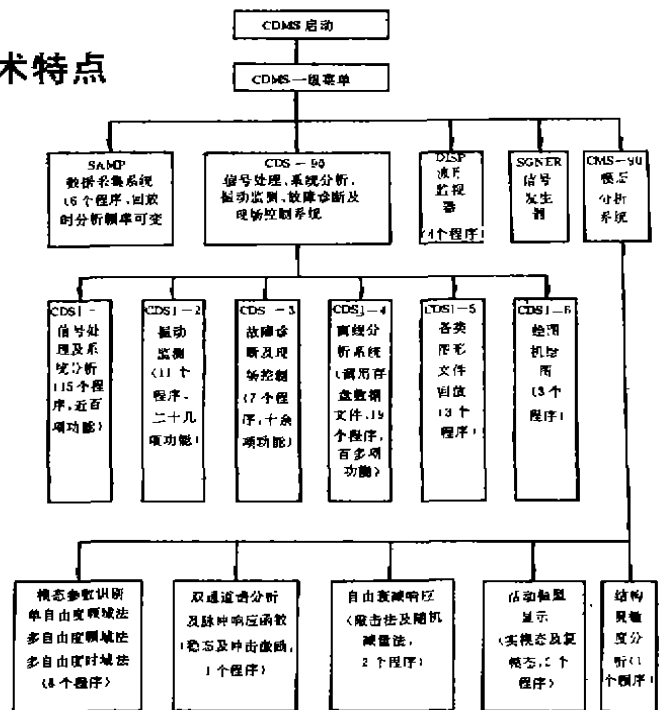 术特点
CDMS 启动
CDMS一级菜单
SAMP
数据采集系统
(6个程序,回放
时分析频率可变
CDS-90
信号处理、系统分析、
振动监测、故障诊断及
现场控制系统
DISP
波形
监视
器
(4个程序)
SGNER
信号
发生
器
CMS-90
模态
分析
系统
CDS1-
信号处
理及系
统分析
(15个程
序,近百
项功能)
CDS1-2
振动
监测
(11个
程序、
二十几
项功能)
CDS -3
故障诊
断及现
场控制
(7个程
序,十余
项功能)
CDS1-4
离线分
析系统
(调用存
盘数据
文件,19
个程序,
百多项
功能)
CDS1-5
各类
图形
文件
回放
(3个
程序)
CDS1-6
绘图
机绘
图
(3个
程序)
模态参数识别
单自由度频域法
多自由度频域法
多自由度时域法
(8个程序)
双通道谱分析
及脉冲响应函数
(稳态及冲击激励,
1个程序)
自由衰减响应
(敲击法及随机
减量法,
2个程序)
活动振型
显示
(实模态及复
模态, 个
程序)
结构
灵敏
度分
析(1
个程序)